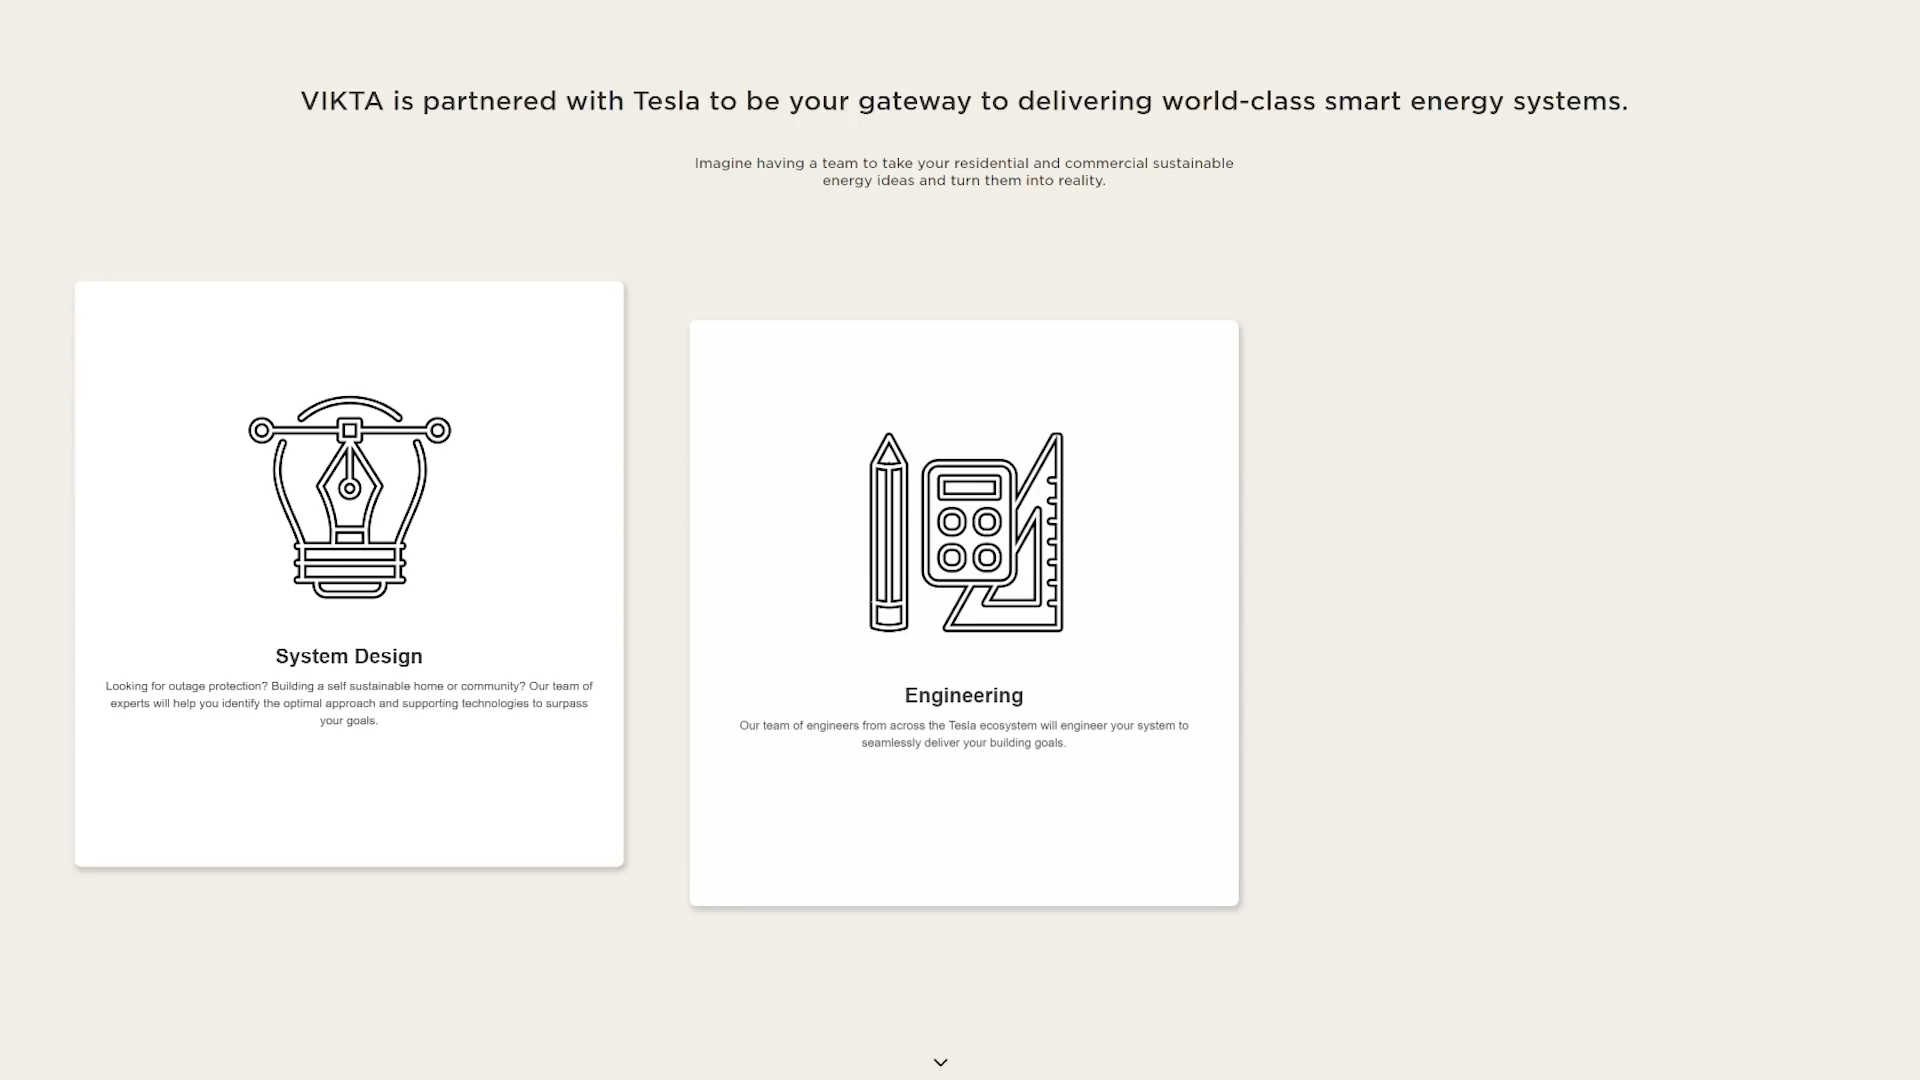 VIKTA is partnered with Tesla to be your gateway to delivering world-class smart energy systems.
Imagine having a team to take your residential and commercial sustainable
energy ideas and turn them into reality.
System Design
Looking for outage protection? Building a self sustainable home or community? Our team of
experts will help you identify the optimal approach and supporting technologies to surpass
your goals.
Engineering
Our team of engineers from across the Tesla ecosystem will engineer your system to
seamlessly deliver your building goals.